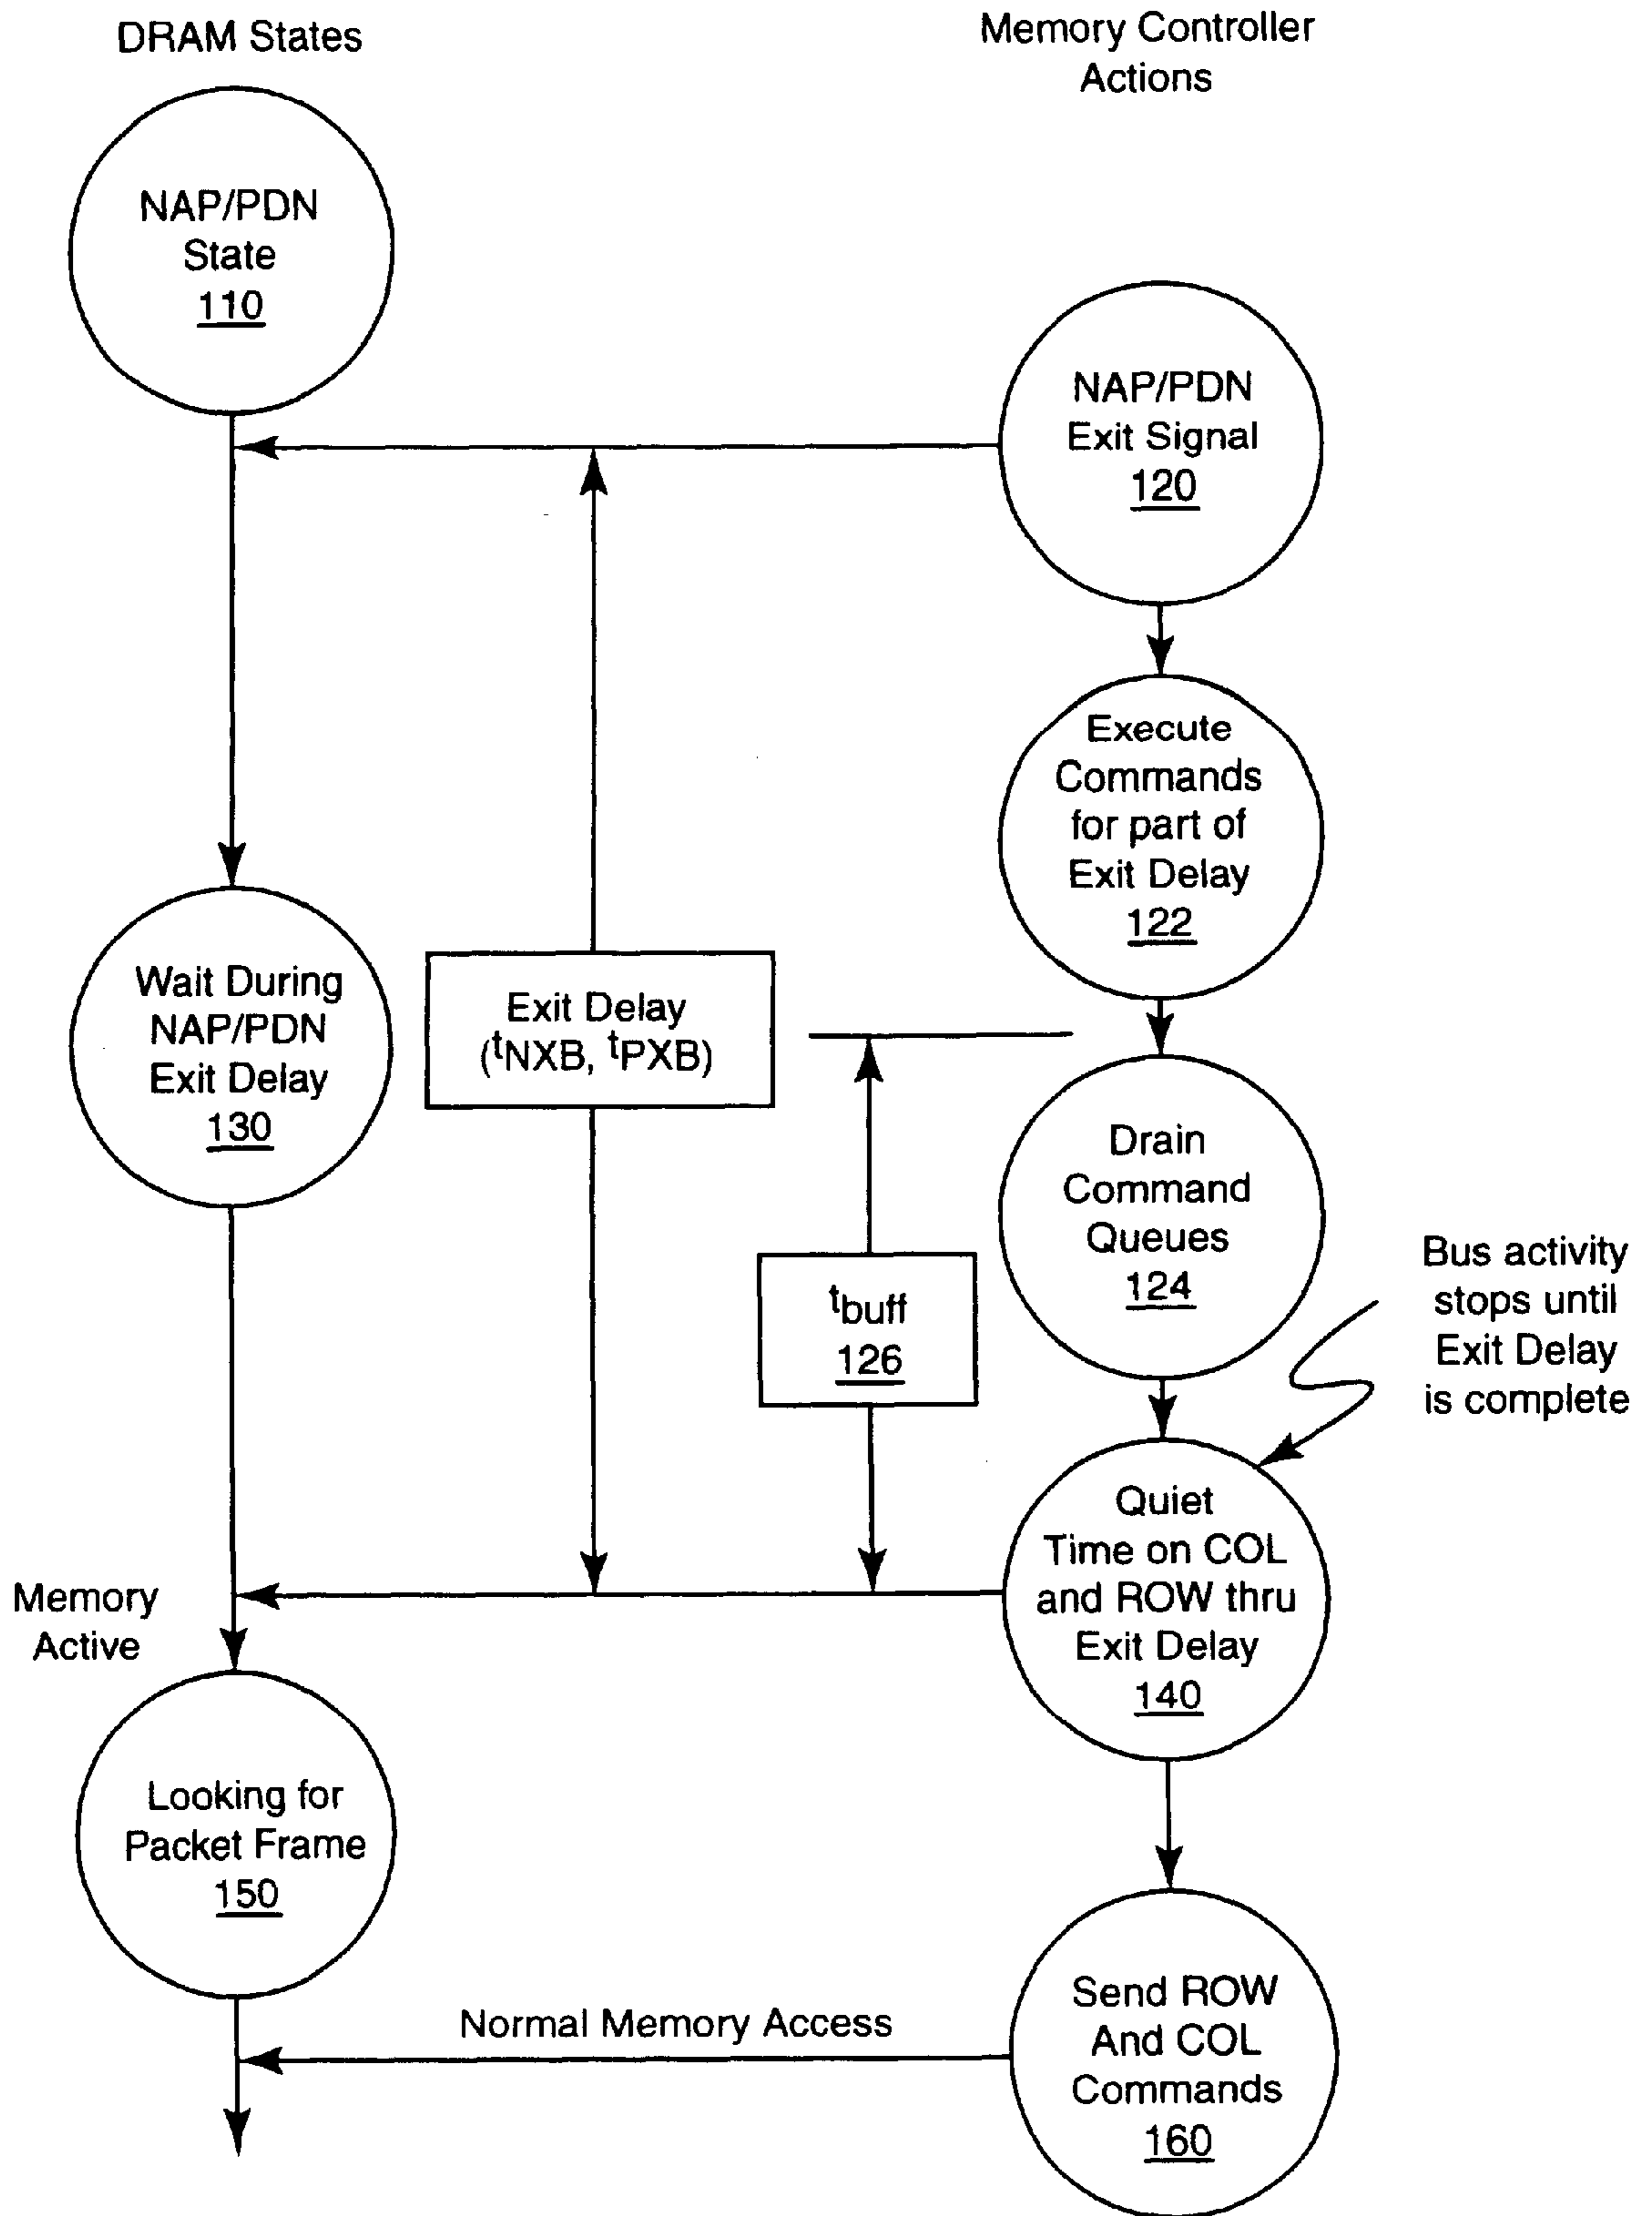 DRAM States
Memory Controller
Actions
NAP/PDN
State
110
NAP/PDN
Exit Signal
120
Execute
Commands
for part of
Exit Delay
122
Wait During
NAP/PDN
Exit Delay
130
Exit Delay
(tNXB, tPXB)
Drain
Command
Queues
124
tbuff
126
Bus activity
stops until
Exit Delay
is complete
Quiet
Time on COL
and ROW thru
Exit Delay
140
Memory
Active
Looking for
Packet Frame
150
Normal Memory Access
Send ROW
And COL
Commands
160